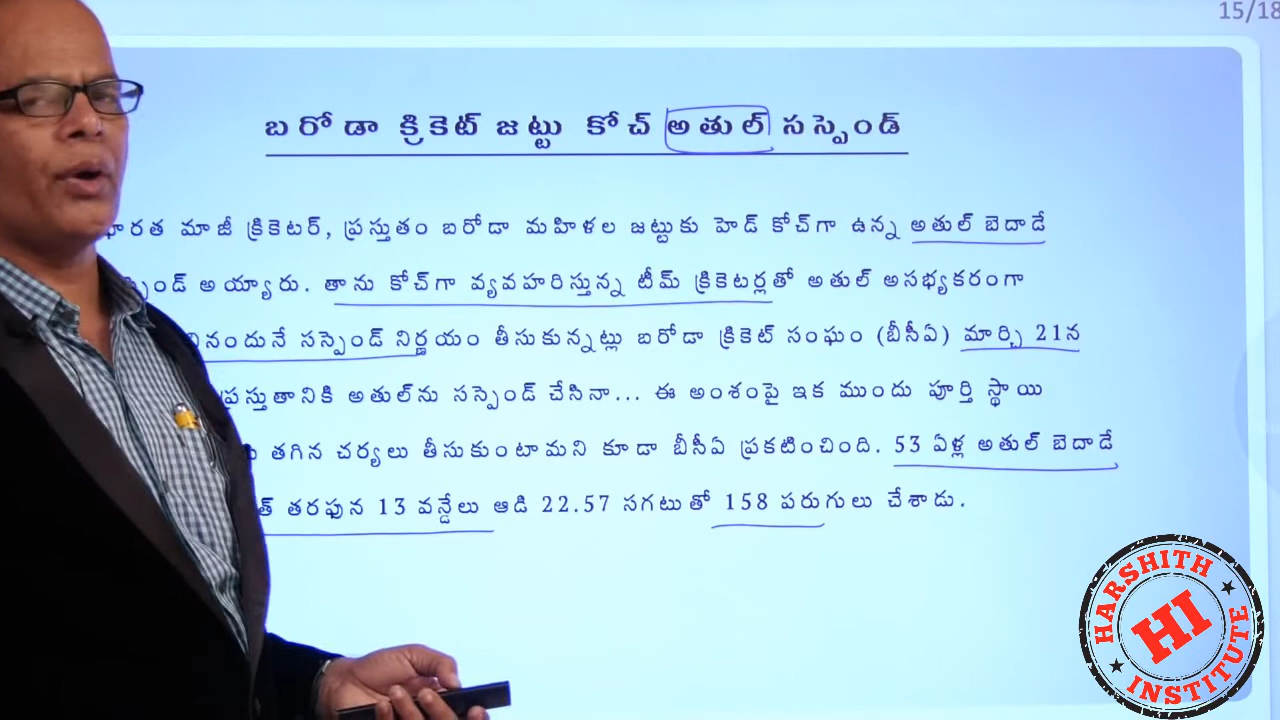 15/18
బరోడా క్రికెట్ జట్టు కోచ్ అతుల్ సస్పెండ్
భారత మాజీ క్రికెటర్, ప్రస్తుతం బరోడా మహిళల జట్టుకు హెడ్ కోచ్‌గా ఉన్న అతుల్ బెదాడే
అయ్యారు. తాను కోచ్‌గా వ్యవహరిస్తున్న టీమ్ క్రికెటర్లతో అతుల్ అసభ్యకరంగా
సస్పెండ్ నిర్ణయం తీసుకున్నట్లు బరోడా క్రికెట్ సంఘం (బీసీఏ) మార్చి 21న
ప్రస్తుతానికి అతుల్‌ను సస్పెండ్ చేసినా... ఈ అంశంపై ఇక ముందు పూర్తి స్థాయి
తగిన చర్యలు తీసుకుంటామని కూడా బీసీఏ ప్రకటించింది. 53 ఏళ్ల అతుల్ బెదాడే
తరఫున 13 వన్డేలు ఆడి 22.57 సగటుతో 158 పరుగులు చేశాడు.
HARSHITH
HI
INSTITUTE